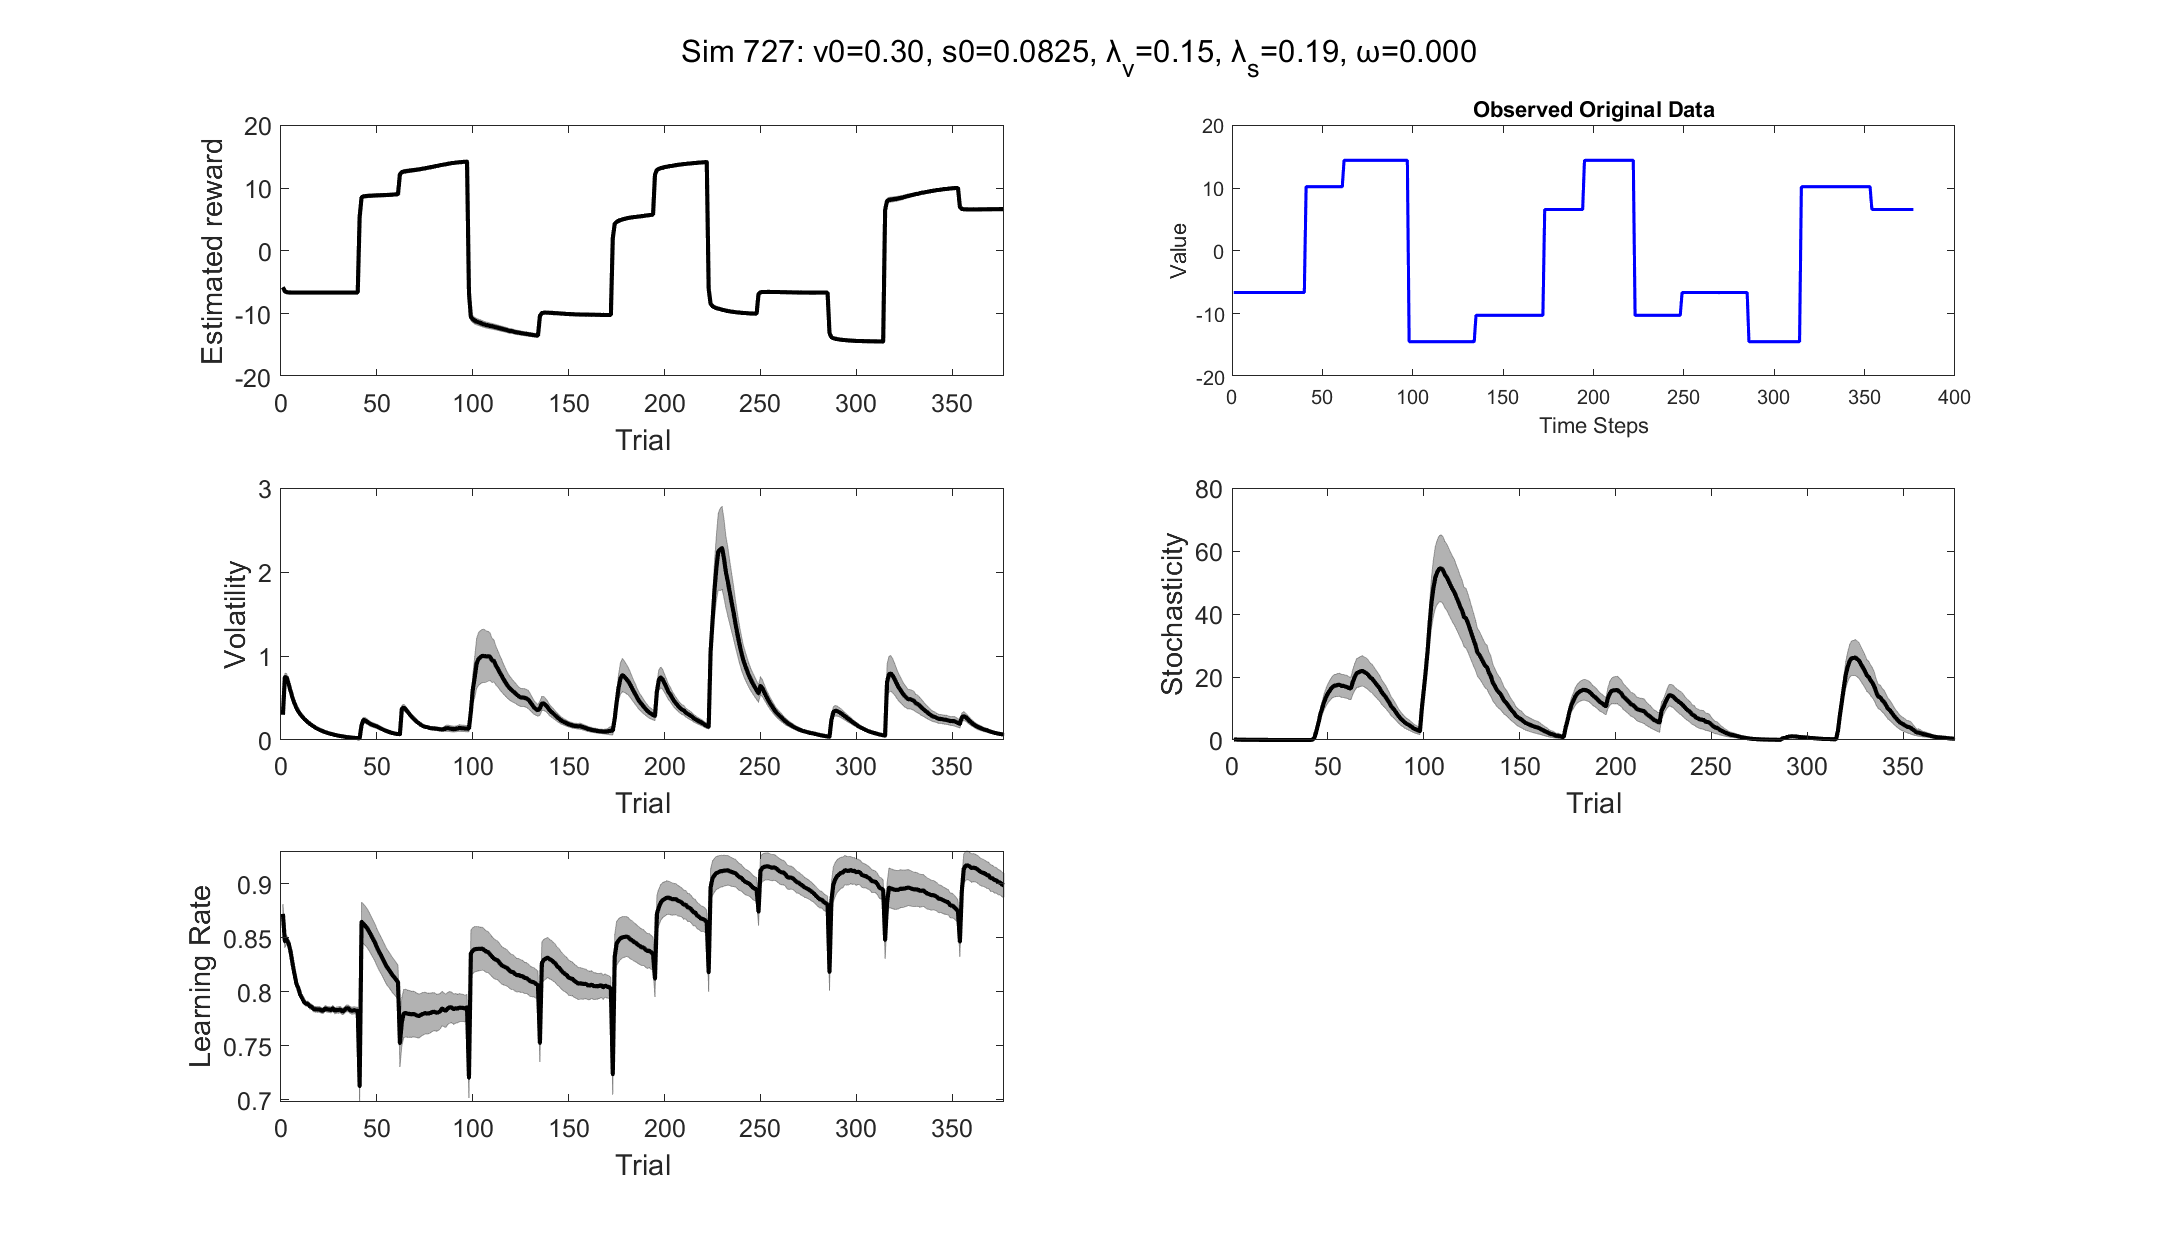 Sim 727: v0=0.30, s0=0.0825, λv=0.15, λs=0.19, ω=0.000
Estimated reward
20
10
0
-10
-20
0 50 100 150 200 250 300 350
Trial
Observed Original Data
Value
20
10
0
-10
-20
0 50 100 150 200 250 300 350 400
Time Steps
Volatility
3
2
1
0
0 50 100 150 200 250 300 350
Trial
Stochasticity
80
60
40
20
0
0 50 100 150 200 250 300 350
Trial
Learning Rate
0.9
0.85
0.8
0.75
0.7
0 50 100 150 200 250 300 350
Trial